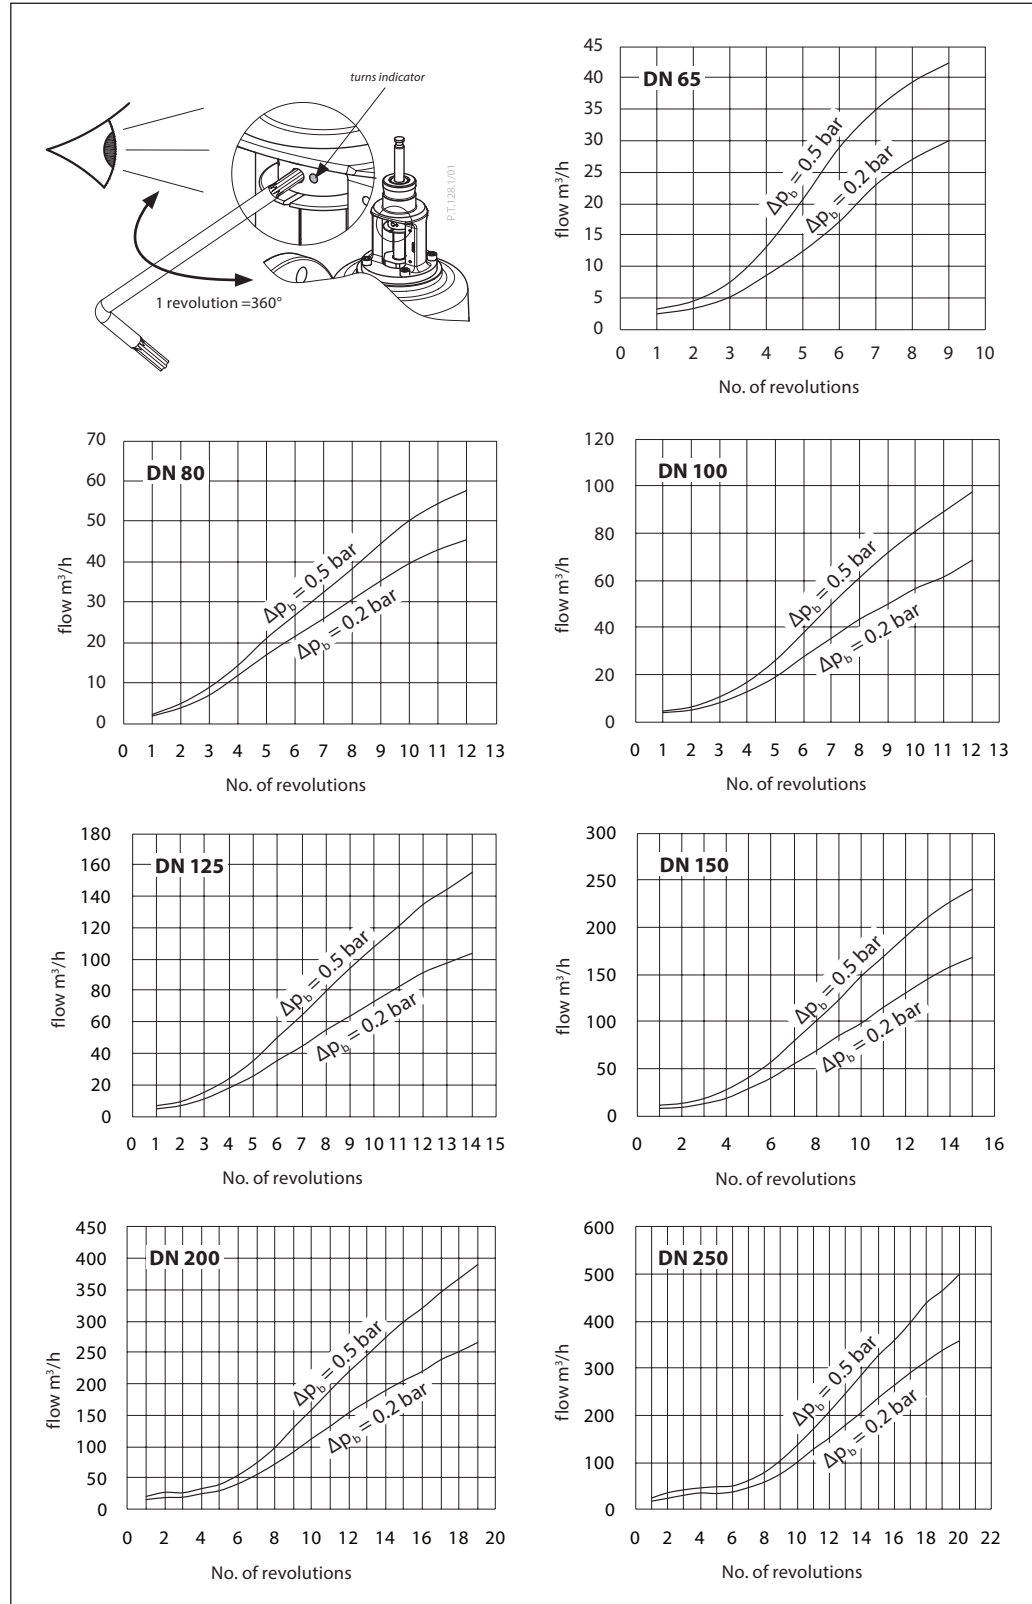 turns indicator
P.T.128.1/01
1 revolution =360°
45
40
35
30
25
20
15
10
5
0
flow m³/h
DN 65
Δp_b = 0.5 bar
Δp_b = 0.2 bar
0 1 2 3 4 5 6 7 8 9 10
No. of revolutions
70
60
50
40
30
20
10
0
flow m³/h
DN 80
Δp_b = 0.5 bar
Δp_b = 0.2 bar
0 1 2 3 4 5 6 7 8 9 10 11 12 13
No. of revolutions
120
100
80
60
40
20
0
flow m³/h
DN 100
Δp_b = 0.5 bar
Δp_b = 0.2 bar
0 1 2 3 4 5 6 7 8 9 10 11 12 13
No. of revolutions
180
160
140
120
100
80
60
40
20
0
flow m³/h
DN 125
Δp_b = 0.5 bar
Δp_b = 0.2 bar
0 1 2 3 4 5 6 7 8 9 10 11 12 13 14 15
No. of revolutions
300
250
200
150
100
50
0
flow m³/h
DN 150
Δp_b = 0.5 bar
Δp_b = 0.2 bar
0 2 4 6 8 10 12 14 16
No. of revolutions
450
400
350
300
250
200
150
100
50
0
flow m³/h
DN 200
Δp_b = 0.5 bar
Δp_b = 0.2 bar
0 2 4 6 8 10 12 14 16 18 20
No. of revolutions
600
500
400
300
200
100
0
flow m³/h
DN 250
Δp_b = 0.5 bar
Δp_b = 0.2 bar
0 2 4 6 8 10 12 14 16 18 20 22
No. of revolutions